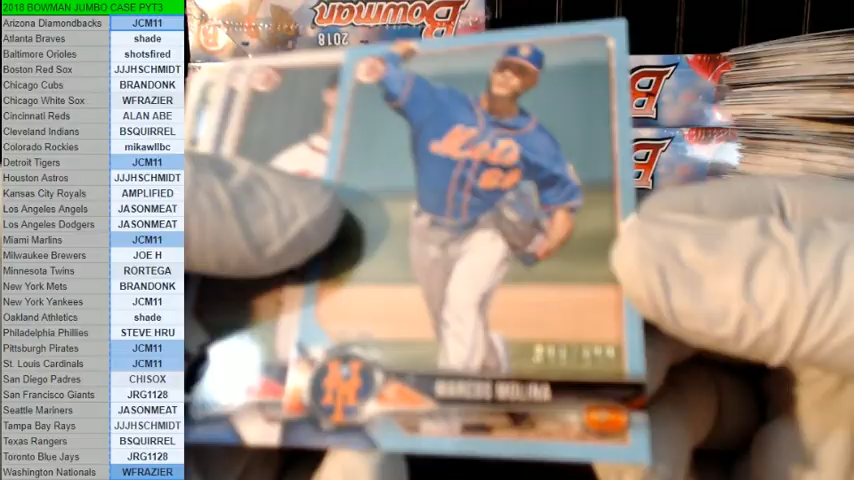 2018 BOWMAN JUMBO CASE PYT3
Arizona Diamondbacks JCM11
Atlanta Braves shade
Baltimore Orioles shotsfired
Boston Red Sox JJJHSCHMIDT
Chicago Cubs BRANDONK
Chicago White Sox WFRAZIER
Cincinnati Reds ALAN ABE
Cleveland Indians BSQUIRREL
Colorado Rockies mikawllbc
Detroit Tigers JCM11
Houston Astros JJJHSCHMIDT
Kansas City Royals AMPLIFIED
Los Angeles Angels JASONMEAT
Los Angeles Dodgers JASONMEAT
Miami Marlins JCM11
Milwaukee Brewers JOE H
Minnesota Twins RORTEGA
New York Mets BRANDONK
New York Yankees JCM11
Oakland Athletics shade
Philadelphia Phillies STEVE HRU
Pittsburgh Pirates JCM11
St. Louis Cardinals JCM11
San Diego Padres CHISOX
San Francisco Giants JRG1128
Seattle Mariners JASONMEAT
Tampa Bay Rays JJJHSCHMIDT
Texas Rangers BSQUIRREL
Toronto Blue Jays JRG1128
Washington Nationals WFRAZIER
Bowman
2018
Mets
MARCOS MOLINA